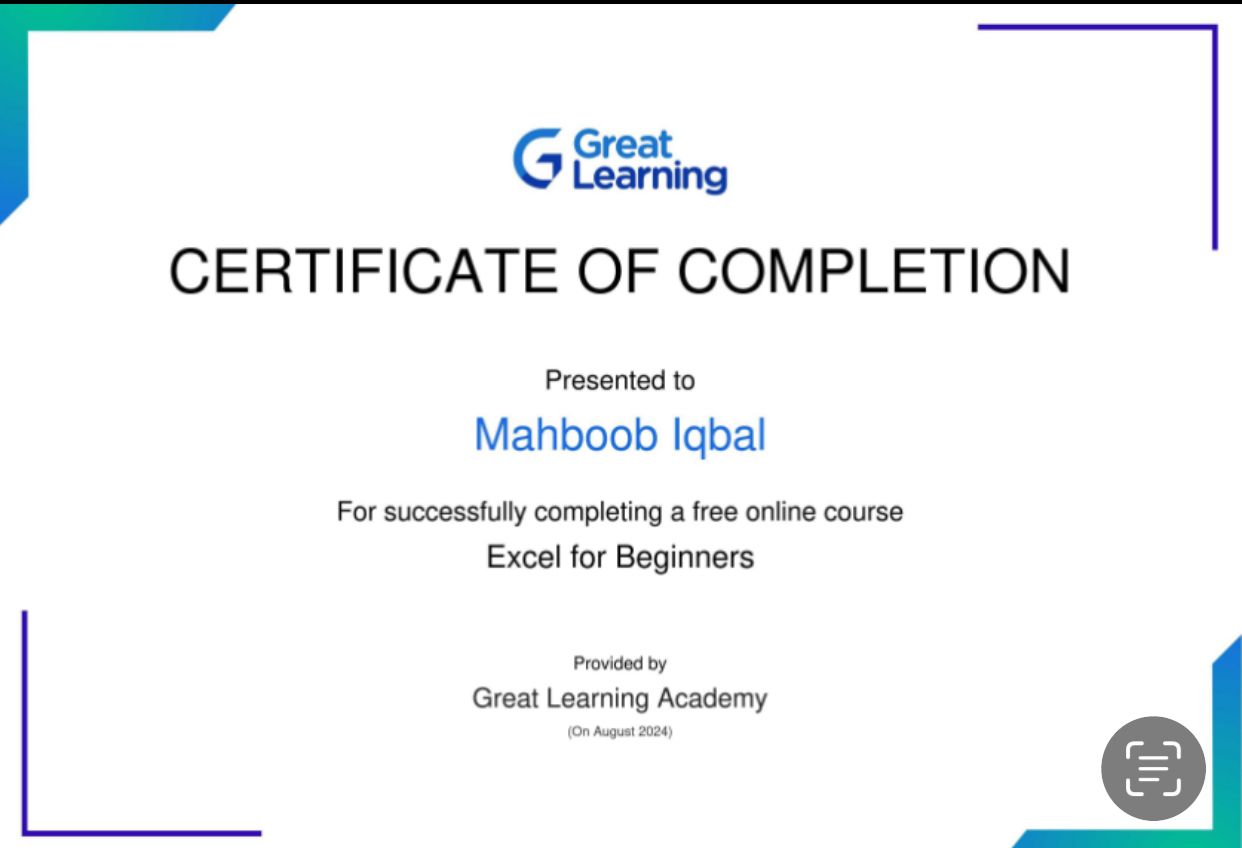 Great
Learning
CERTIFICATE OF COMPLETION
Presented to
Mahboob Iqbal
For successfully completing a free online course
Excel for Beginners
Provided by
Great Learning Academy
(On August 2024)